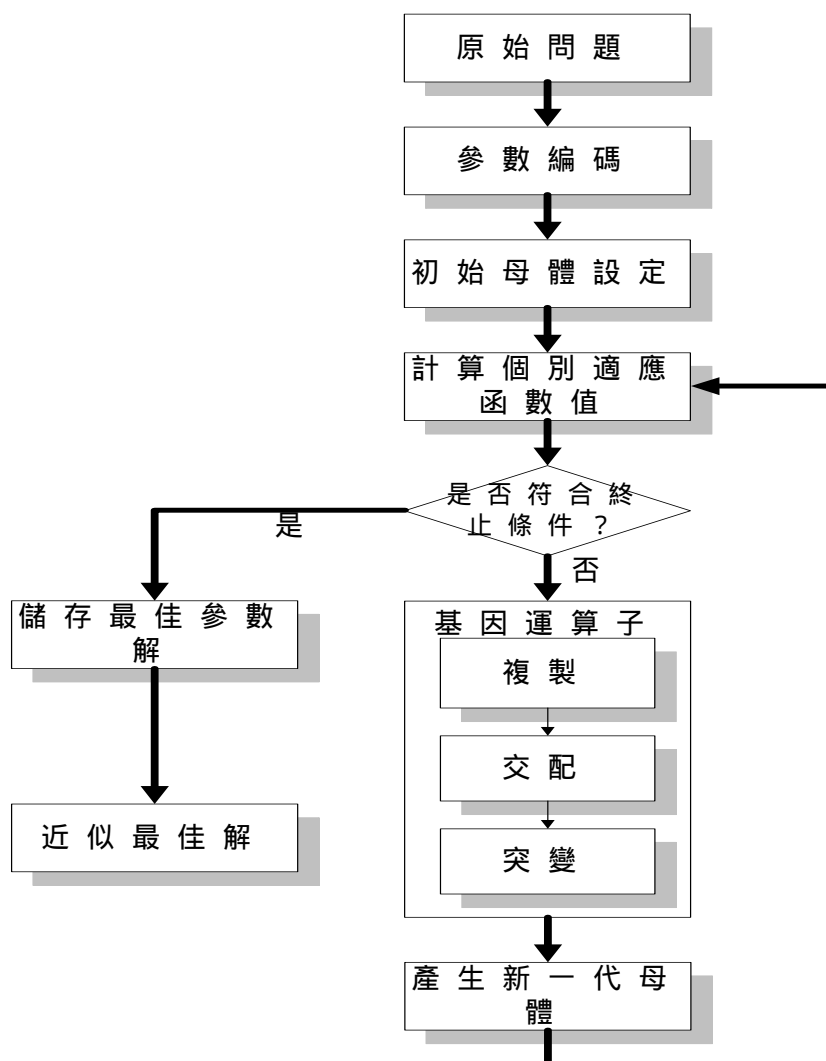 原始問題
參數編碼
初始母體設定
計算個別適應
函數值
是否符合終
止條件?
是
否
儲存最佳參數
解
基因運算子
複製
交配
突變
近似最佳解
產生新一代母
體